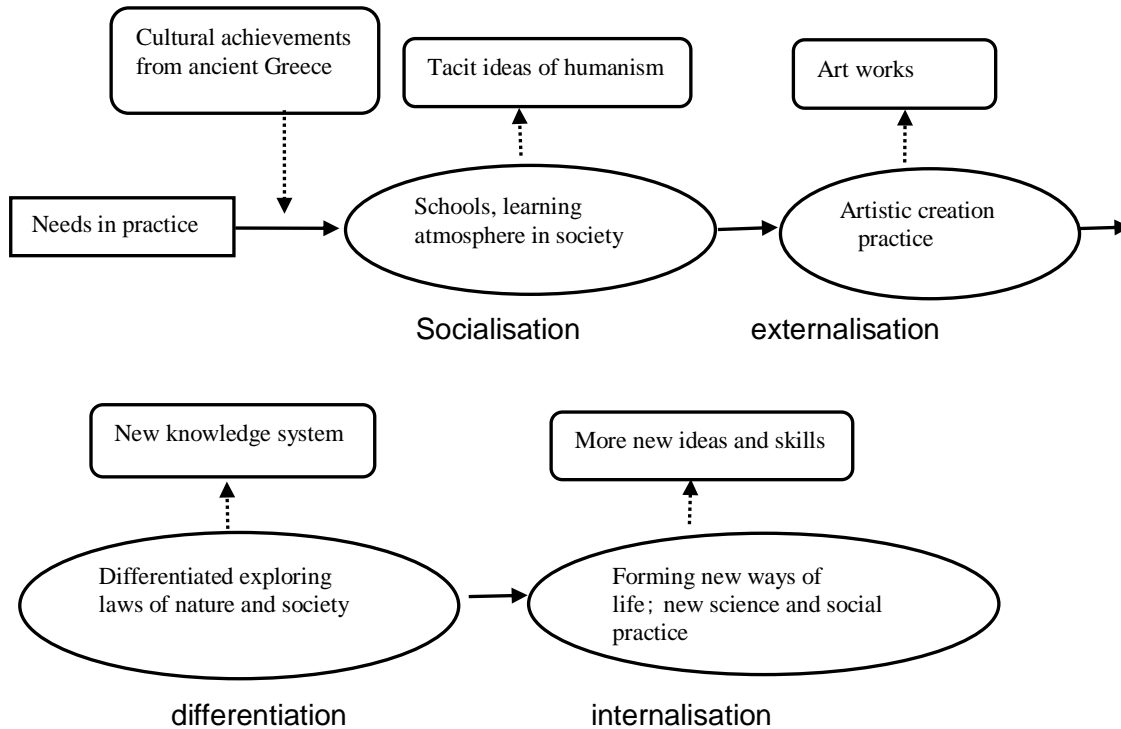 Cultural achievements
from ancient Greece
Tacit ideas of humanism
Art works
Needs in practice
Schools, learning
atmosphere in society
Artistic creation
practice
Socialisation
externalisation
New knowledge system
More new ideas and skills
Differentiated exploring
laws of nature and society
Forming new ways of
life; new science and social
practice
differentiation
internalisation